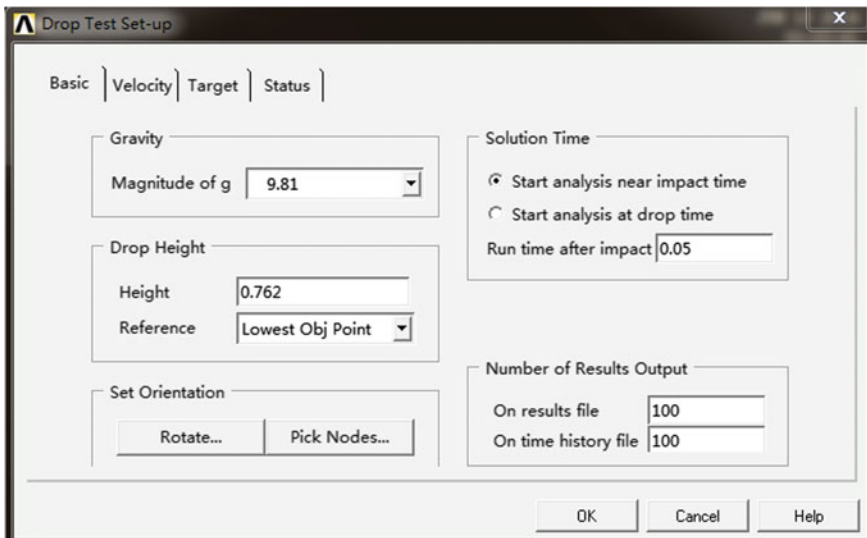 Drop Test Set-up
X
Basic Velocity Target Status
Gravity
Magnitude of g 9.81
Drop Height
Height 0.762
Reference Lowest Obj Point
Set Orientation
Rotate... Pick Nodes...
Solution Time
Start analysis near impact time
Start analysis at drop time
Run time after impact 0.05
Number of Results Output
On results file 100
On time history file 100
OK Cancel Help